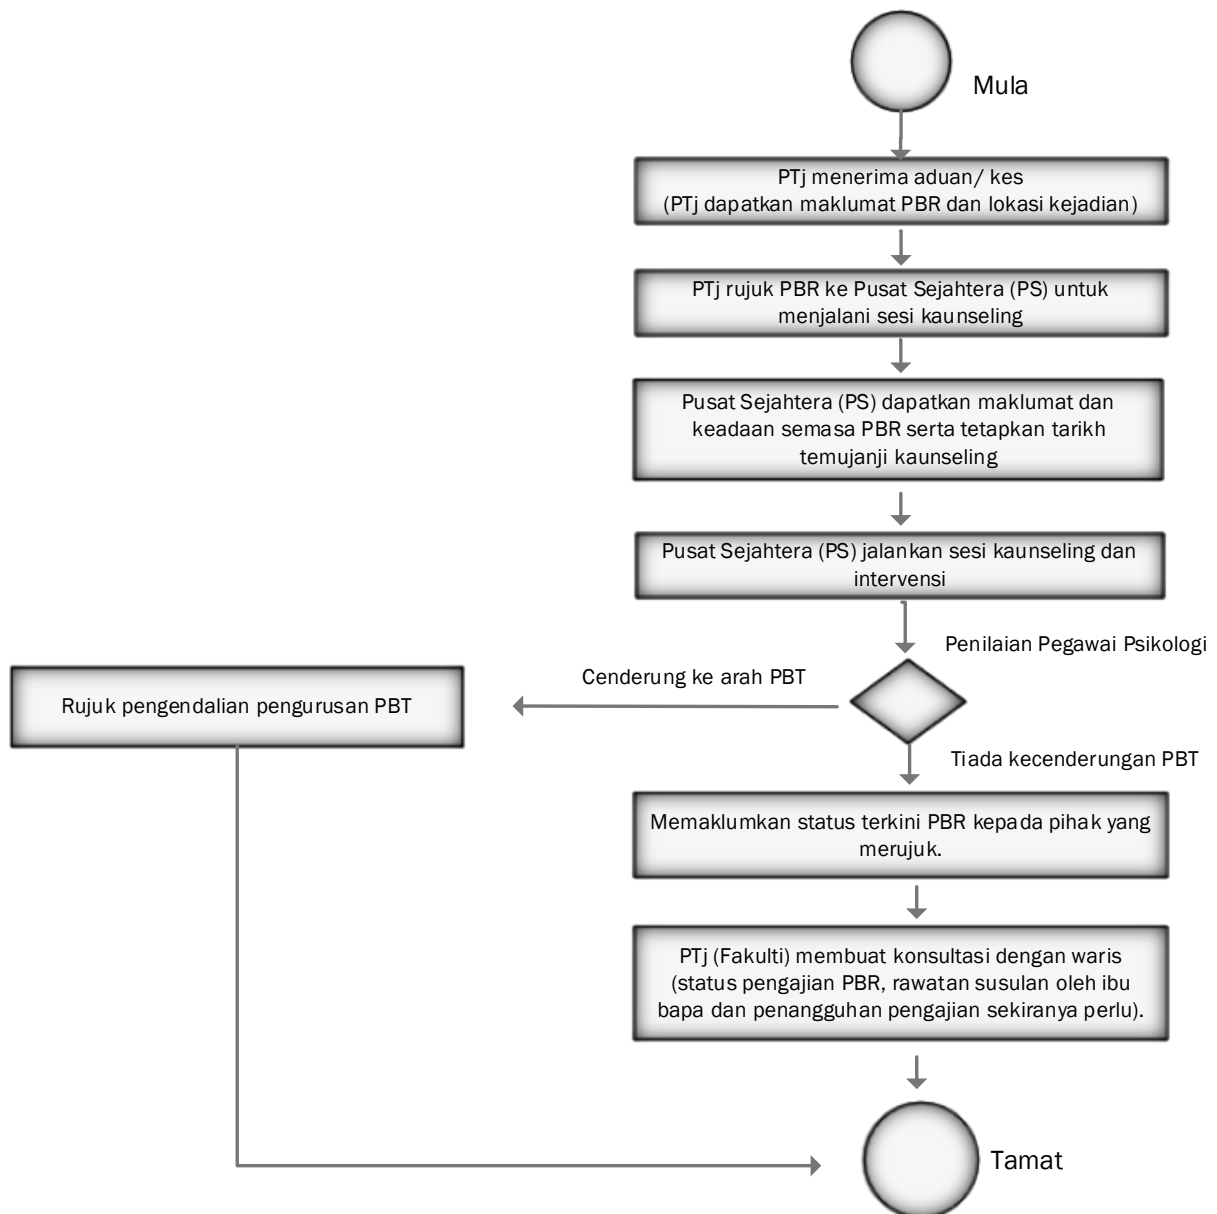 Mula
PTj menerima aduan/ kes
(PTj dapatkan maklumat PBR dan lokasi kejadian)
PTj rujuk PBR ke Pusat Sejahtera (PS) untuk
menjalani sesi kaunseling
Pusat Sejahtera (PS) dapatkan maklumat dan
keadaan semasa PBR serta tetapkan tarikh
temujanji kaunseling
Pusat Sejahtera (PS) jalankan sesi kaunseling dan
intervensi
Penilaian Pegawai Psikologi
Cenderung ke arah PBT
Rujuk pengendalian pengurusan PBT
Tiada kecenderungan PBT
Memaklumkan status terkini PBR kepada pihak yang
merujuk.
PTj (Fakulti) membuat konsultasi dengan waris
(status pengajian PBR, rawatan susulan oleh ibu
bapa dan penangguhan pengajian sekiranya perlu).
Tamat